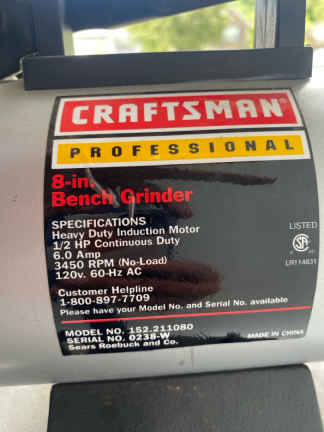 CRAFTSMAN
PROFESSIONAL
8-in.
Bench Grinder
SPECIFICATIONS
Heavy Duty Induction Motor
1/2 HP Continuous Duty
6.0 Amp
3450 RPM (No-Load)
120v. 60-Hz AC
LISTED
Customer Helpline
1-800-897-7709
Please have your Model No. and Serial No. available
MODEL NO. 152.211080
SERIAL NO. 0238-W
Sears Roebuck and Co.
MADE IN CHINA